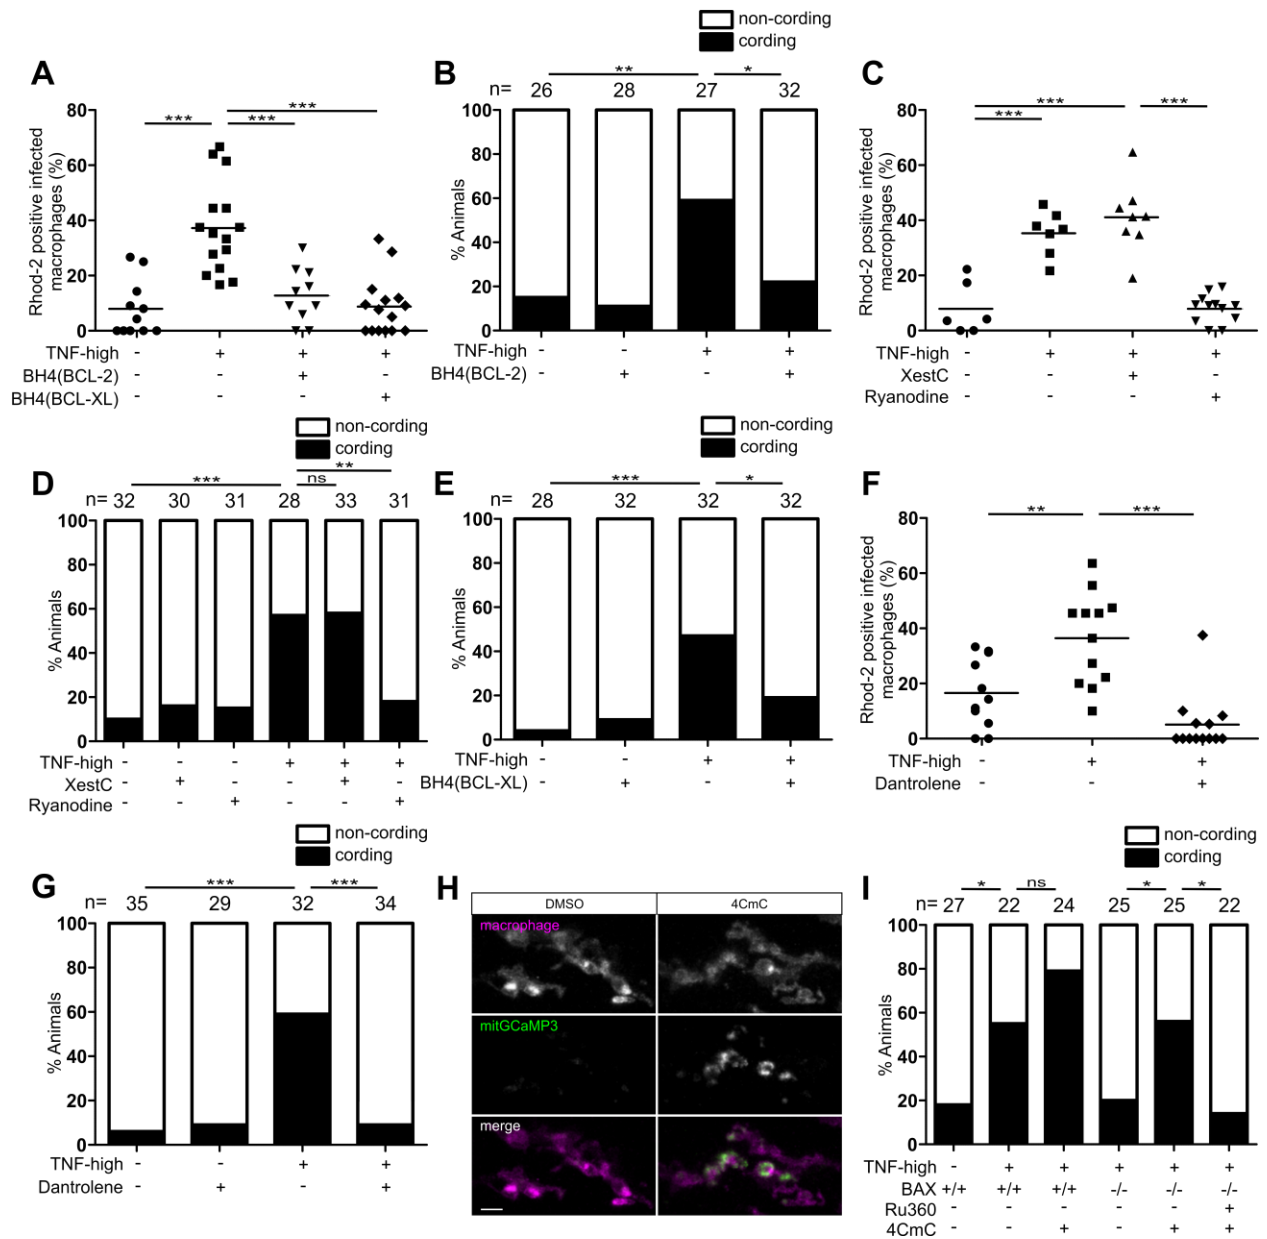 non-cording
cording
A
Rhod-2 positive infected
macrophages (%)
80
60
40
20
0
*** *** ***
TNF-high - + + +
BH4(BCL-2) - - + -
BH4(BCL-XL) - - - +
B
n= 26 28 27 32
** *
% Animals
100
80
60
40
20
0
TNF-high - - + +
BH4(BCL-2) - + - +
C
Rhod-2 positive infected
macrophages (%)
80
60
40
20
0
*** *** ***
TNF-high - + + +
XestC - - + -
Ryanodine - - - +
non-cording
cording
D
n= 32 30 31 28 33 31
*** ns **
% Animals
100
80
60
40
20
0
TNF-high - - - + + +
XestC - + - - + -
Ryanodine - - + - - +
non-cording
cording
E
n= 28 32 32 32
*** *
% Animals
100
80
60
40
20
0
TNF-high - - + +
BH4(BCL-XL) - + - +
F
Rhod-2 positive infected
macrophages (%)
80
60
40
20
0
** ***
TNF-high - + +
Dantrolene - - +
non-cording
cording
G
n= 35 29 32 34
*** ***
% Animals
100
80
60
40
20
0
TNF-high - - + +
Dantrolene - + - +
H
DMSO 4CmC
macrophage
mitGCaMP3
merge
non-cording
cording
I
n= 27 22 24 25 25 22
* ns * *
% Animals
100
80
60
40
20
0
TNF-high - + + + + +
BAX +/+ +/+ +/+ -/- -/- -/-
Ru360 - - - - - +
4CmC - - + - + +